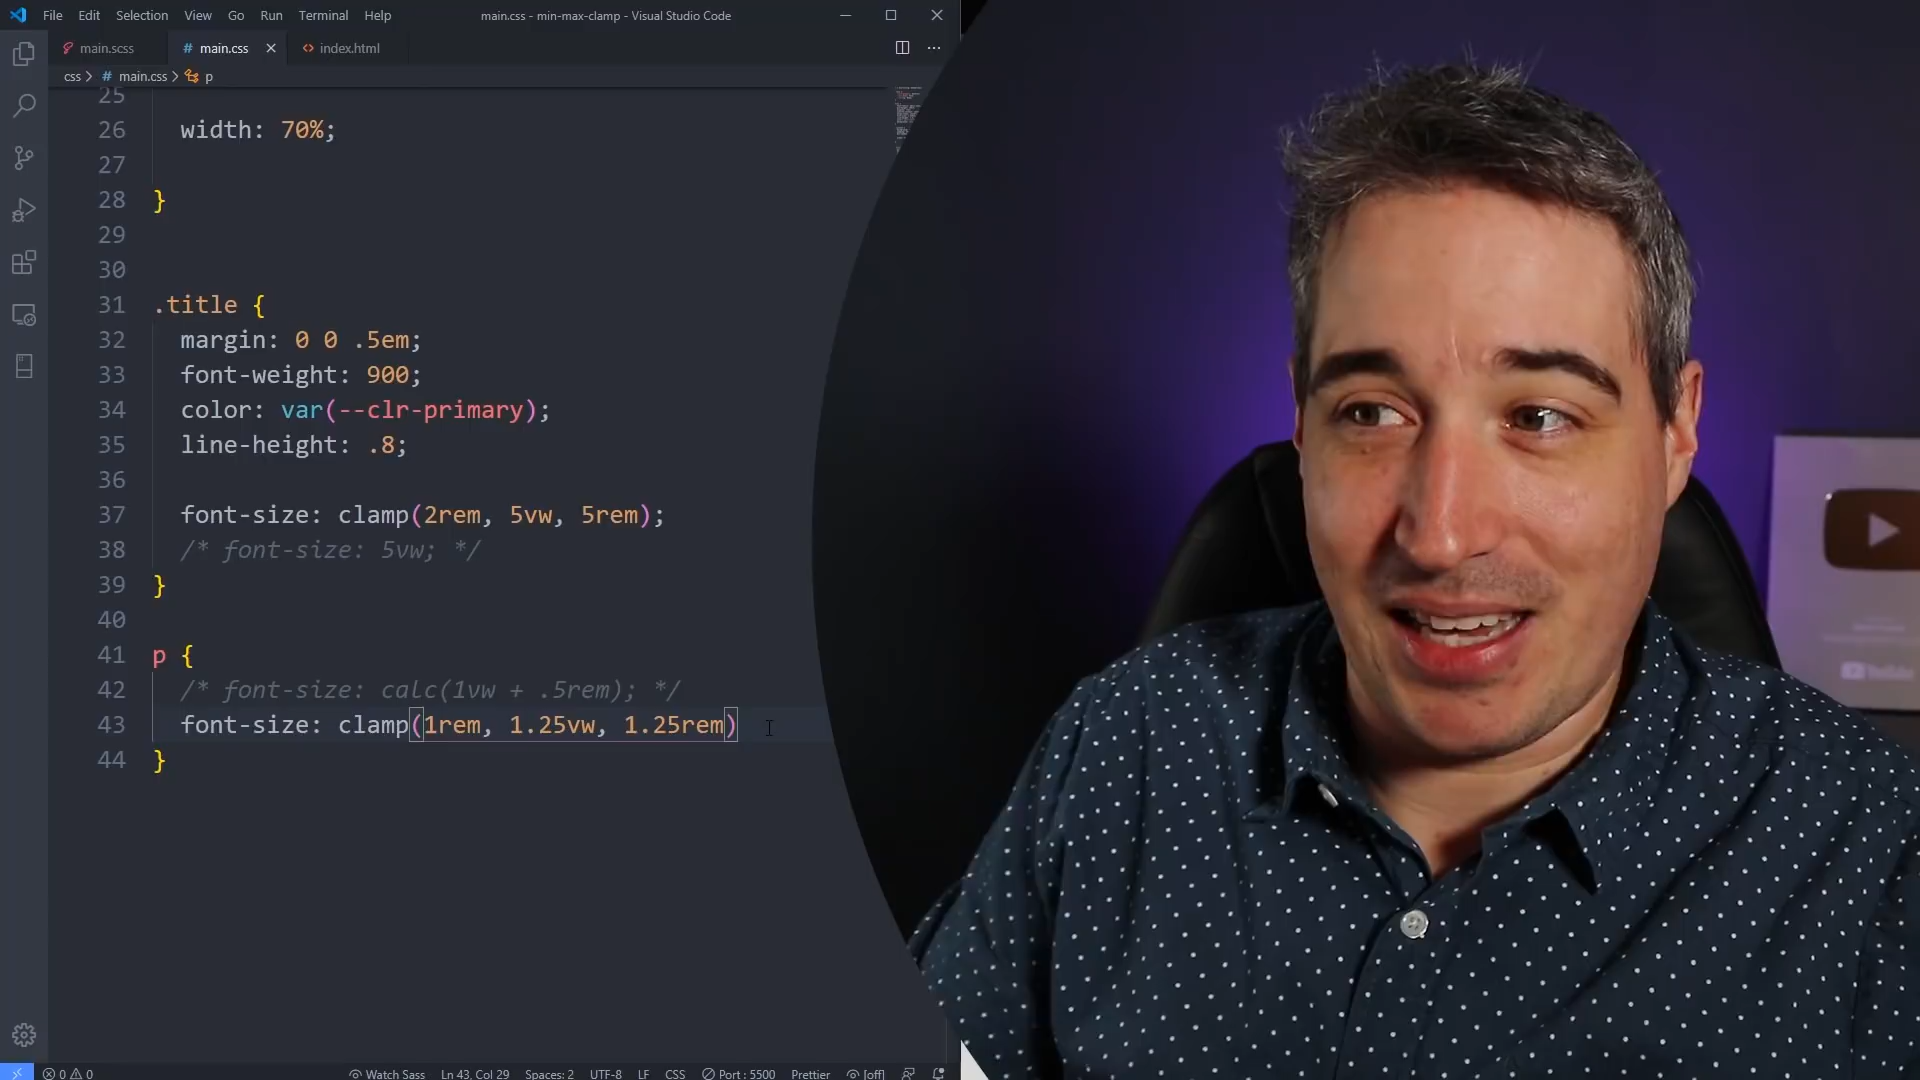 File Edit Selection View Go Run Terminal Help main.css - min-max-clamp - Visual Studio Code
main.scss # main.css index.html
css > # main.css > p
25
26 width: 70%;
27
28 }
29
30
31 .title {
32 margin: 0 0 .5em;
33 font-weight: 900;
34 color: var(--clr-primary);
35 line-height: .8;
36
37 font-size: clamp(2rem, 5vw, 5rem);
38 /* font-size: 5vw; */
39 }
40
41 p {
42 /* font-size: calc(1vw + .5rem); */
43 font-size: clamp(1rem, 1.25vw, 1.25rem)
44 }
0 0 Watch Sass Ln 43, Col 29 Spaces: 2 UTF-8 LF CSS Port : 5500 Prettier [off]
YouTube